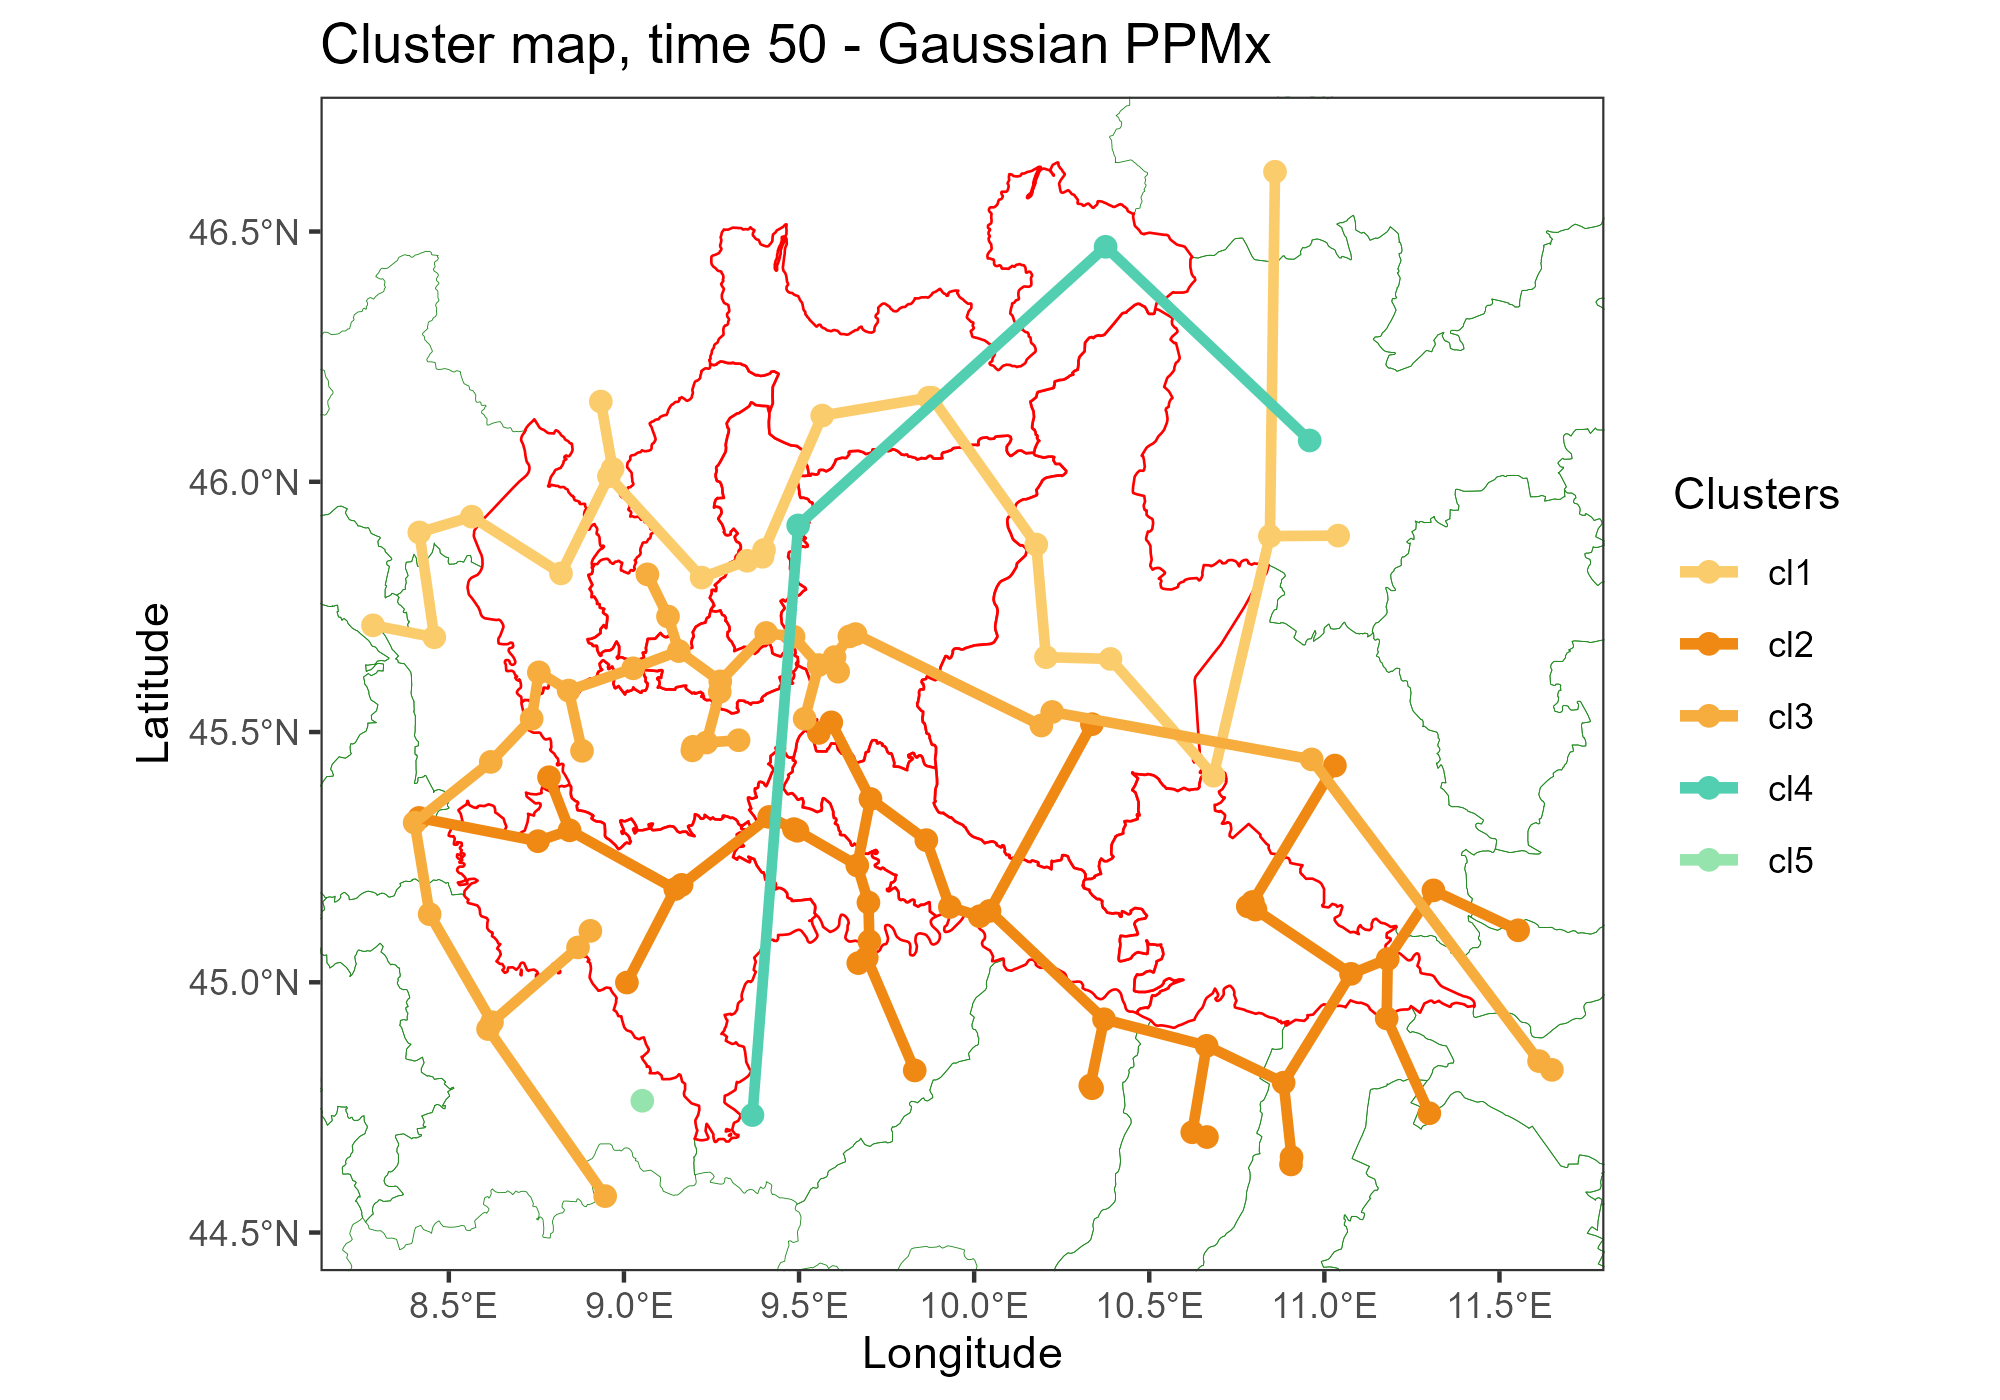 Cluster map, time 50 - Gaussian PPMx
46.5°N
46.0°N
45.5°N
45.0°N
44.5°N
Latitude
8.5°E
9.0°E
9.5°E
10.0°E
10.5°E
11.0°E
11.5°E
Longitude
Clusters
cl1
cl2
cl3
cl4
cl5